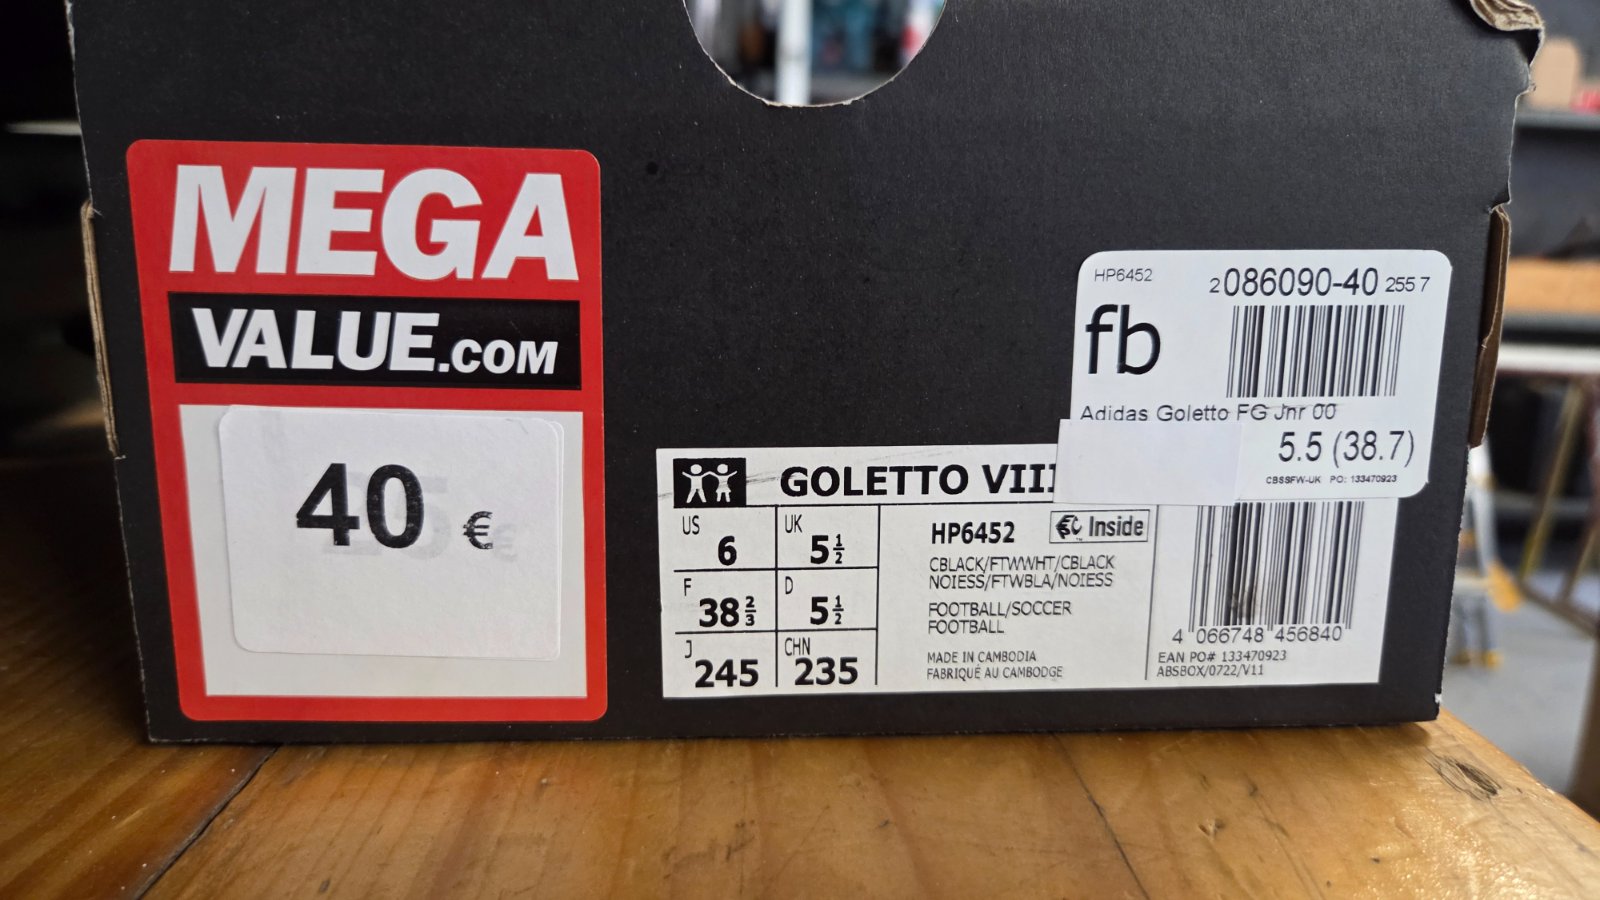 MEGA
VALUE.COM
40 €
HP6452
2 086090-40 255 7
fb
Adidas Goletto FG Jnr 00
5.5 (38.7)
CBSSFW-UK PO: 133470923
GOLETTO VIII
US
6
UK
5 1/2
F
38 2/3
D
5 1/2
J
245
CHN
235
HP6452
Inside
CBLACK/FTWWHT/CBLACK
NOIESS/FTWBLA/NOIESS
FOOTBALL/SOCCER
FOOTBALL
MADE IN CAMBODIA
FABRIQUÉ AU CAMBODGE
4 066748 456840
EAN PO# 133470923
ABSBOX/0722/V11